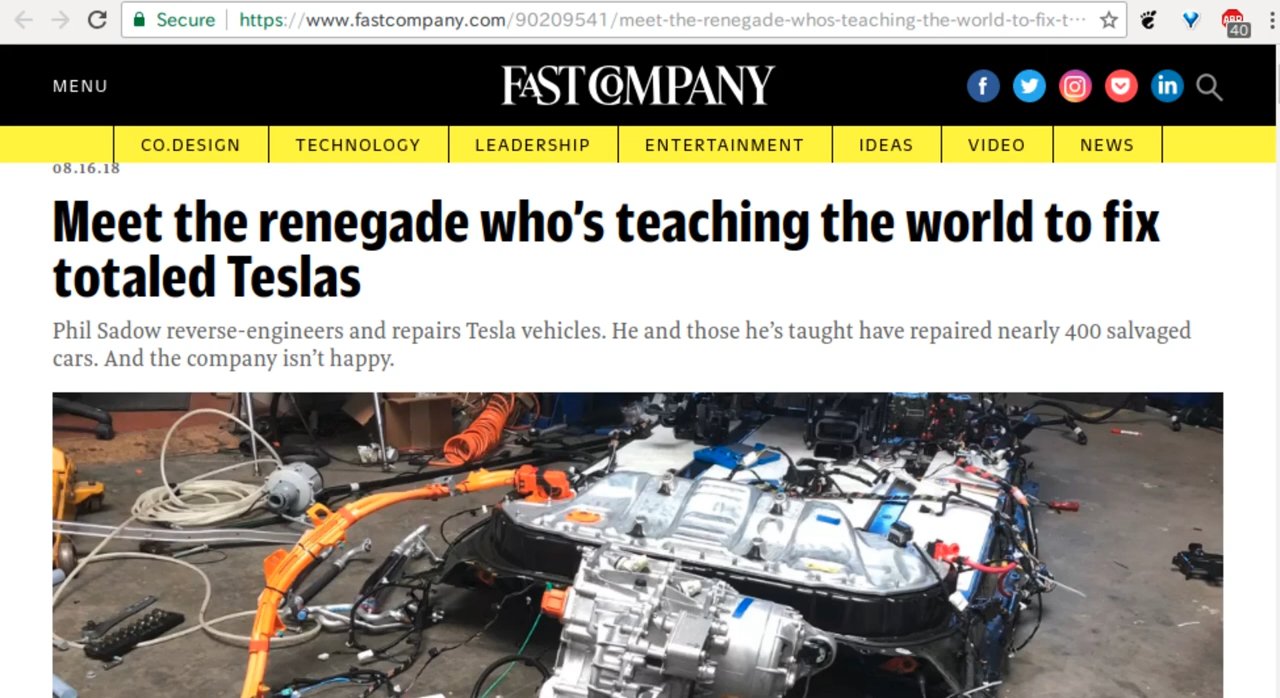 Secure https://www.fastcompany.com/90209541/meet-the-renegade-whos-teaching-the-world-to-fix-t…
ABP
40
MENU
FAST COMPANY
f
in
CO.DESIGN TECHNOLOGY LEADERSHIP ENTERTAINMENT IDEAS VIDEO NEWS
08.16.18
Meet the renegade who’s teaching the world to fix
totaled Teslas
Phil Sadow reverse-engineers and repairs Tesla vehicles. He and those he’s taught have repaired nearly 400 salvaged
cars. And the company isn’t happy.